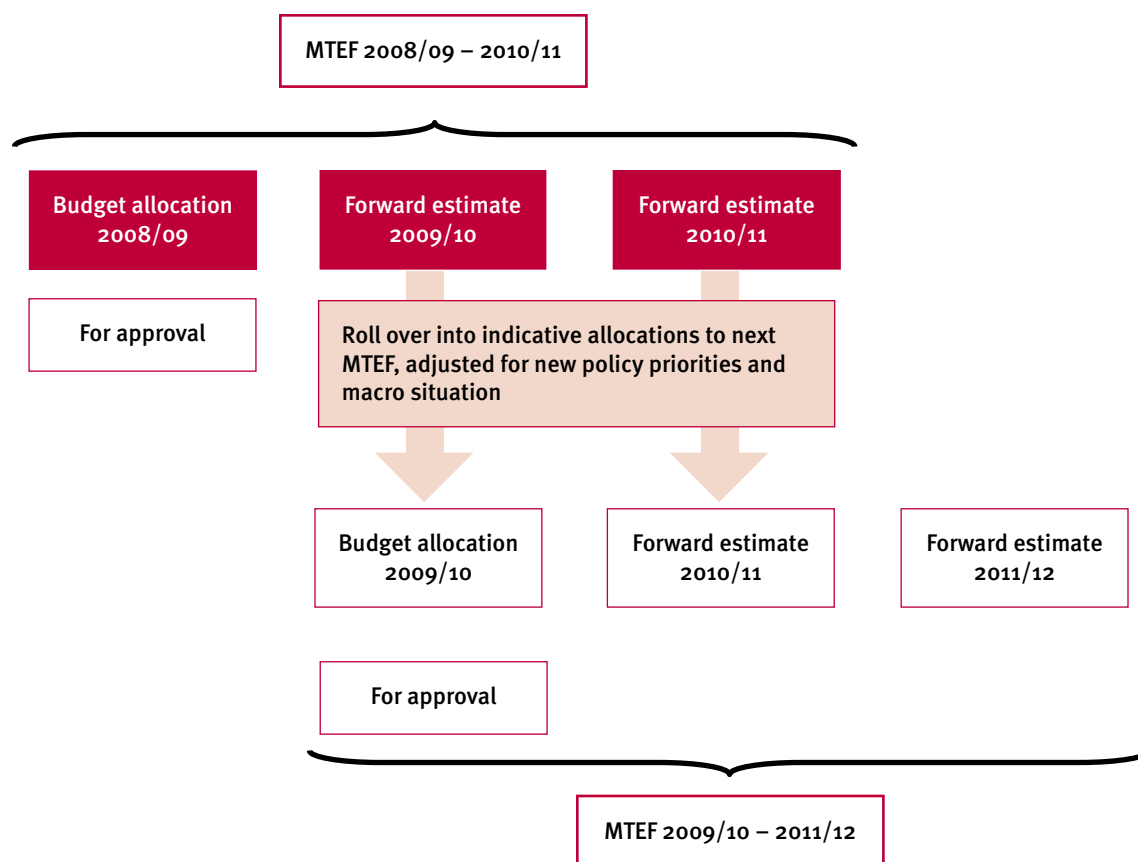 MTEF 2008/09 – 2010/11
Budget allocation
2008/09
Forward estimate
2009/10
Forward estimate
2010/11
For approval
Roll over into indicative allocations to next
MTEF, adjusted for new policy priorities and
macro situation
Budget allocation
2009/10
Forward estimate
2010/11
Forward estimate
2011/12
For approval
MTEF 2009/10 – 2011/12